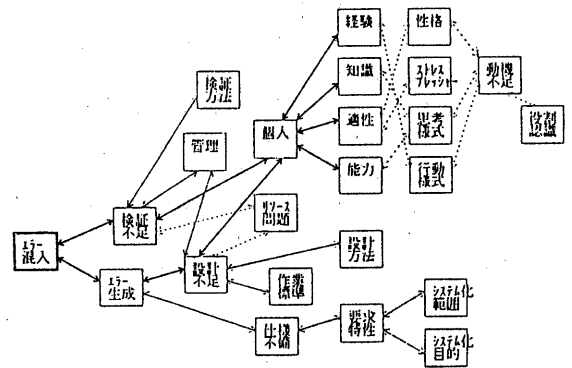 経験
性格
検証
方法
知識
ストレス
プレッシャー
動機
不足
個人
適性
思考
様式
役割
認識
管理
能力
行動
様式
検証
不足
リソース
問題
エラー
混入
設計
不足
設計
方法
エラー
生成
作業
標準
仕様
不備
システム化
範囲
システム化
目的